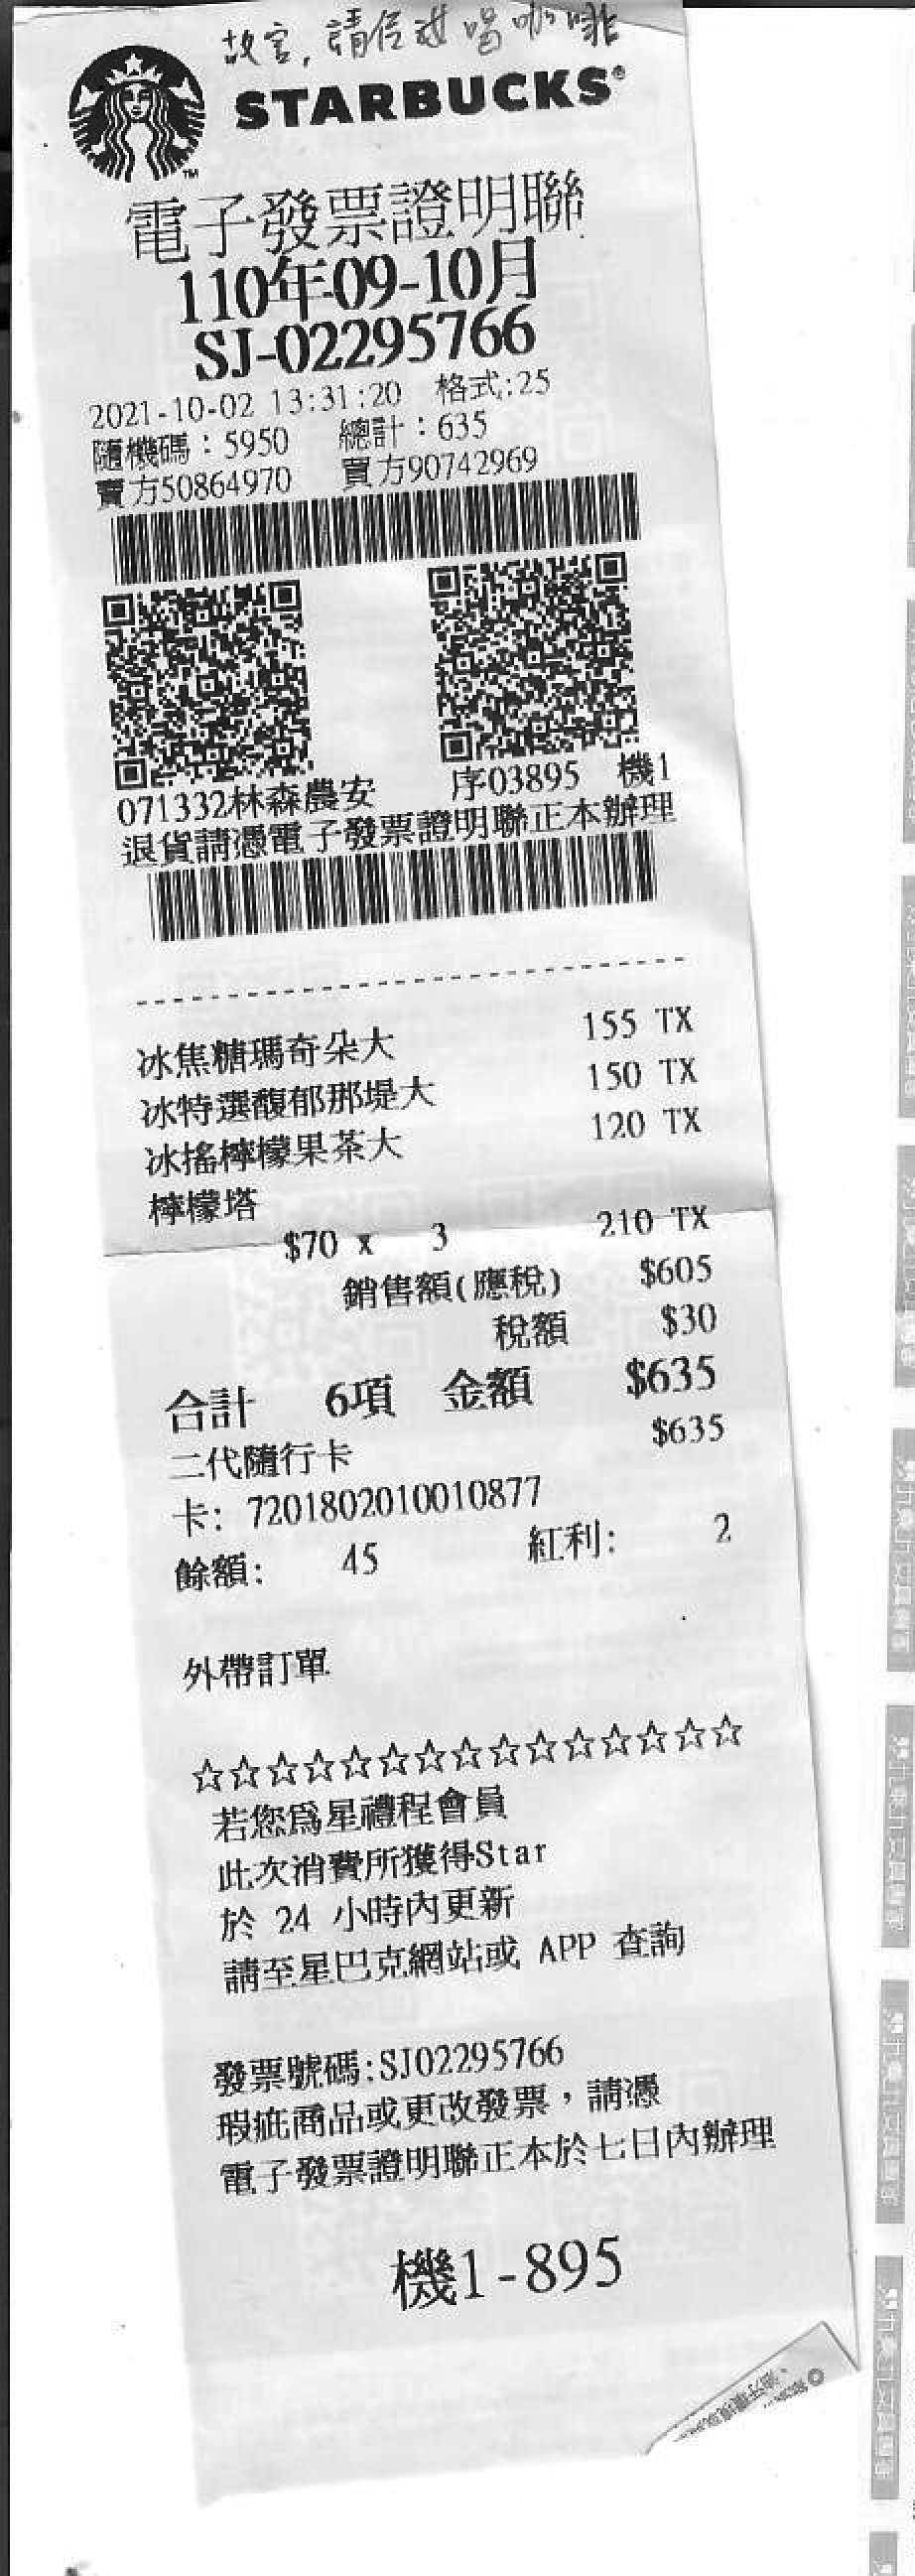 故宮, 請信雄喝咖啡
STARBUCKS®
TM
電子發票證明聯
110年09-10月
SJ-02295766
2021-10-02 13:31:20 格式:25
隨機碼：5950 總計：635
賣方50864970 買方90742969
071332林森農安 序03895 機1
退貨請憑電子發票證明聯正本辦理
冰焦糖瑪奇朵大 155 TX
冰特選馥郁那堤大 150 TX
冰搖檸檬果茶大 120 TX
檸檬塔
$70 x 3 210 TX
銷售額(應稅) $605
稅額 $30
合計 6項 金額 $635
二代隨行卡 $635
卡: 7201802010010877
餘額: 45 紅利: 2
外帶訂單
☆☆☆☆☆☆☆☆☆☆☆☆☆☆☆
若您為星禮程會員
此次消費所獲得Star
於 24 小時內更新
請至星巴克網站或 APP 查詢
發票號碼:SJ02295766
瑕疵商品或更改發票，請憑
電子發票證明聯正本於七日內辦理
機1-895